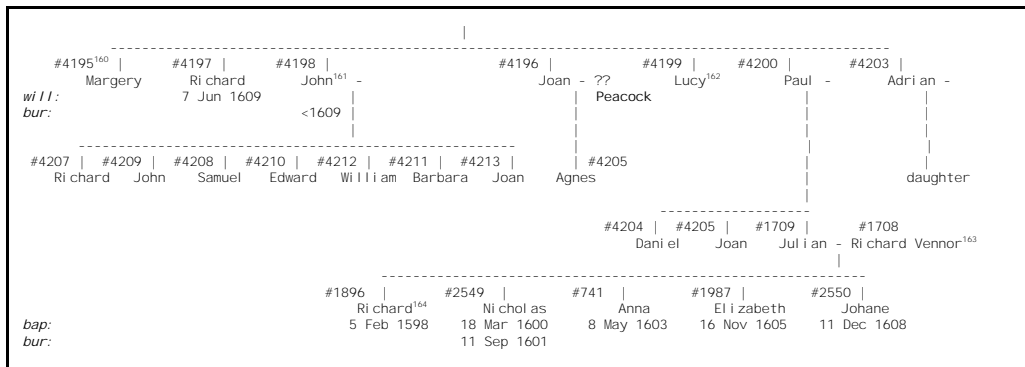 #4195¹⁶⁰ | #4197 | #4198 | #4196 | #4199 | #4200 | #4203 |
Margery Richard John¹⁶¹ - Joan - ?? Lucy¹⁶² Paul - Adrian -
will: 7 Jun 1609 | | Peacock | |
bur: <1609 | | | |
#4207 | #4209 | #4208 | #4210 | #4212 | #4211 | #4213 | | #4205 | |
Richard John Samuel Edward William Barbara Joan Agnes | daughter
#4204 | #4205 | #1709 | #1708
Daniel Joan Julian - Richard Vennor¹⁶³
#1896 | #2549 | #741 | #1987 | #2550 |
Richard¹⁶⁴ Nicholas Anna Elizabeth Johane
bap: 5 Feb 1598 18 Mar 1600 8 May 1603 16 Nov 1605 11 Dec 1608
bur: 11 Sep 1601